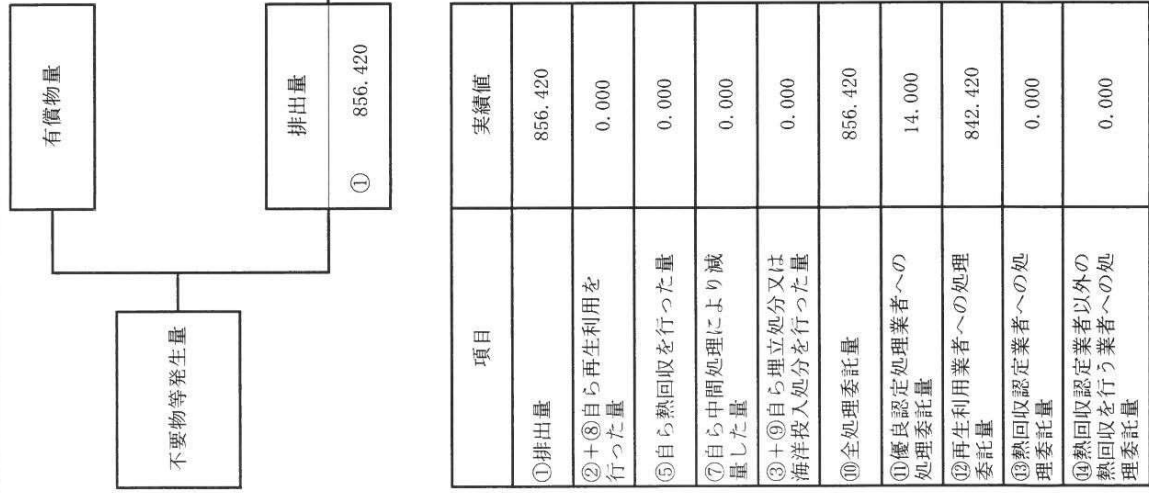 不要物等発生量
有償物量
排出量
① 856.420
項目 実績値
①排出量 856.420
②+⑧自ら再生利用を
行った量 0.000
⑤自ら熱回収を行った量 0.000
⑦自ら中間処理により減
量した量 0.000
③+⑨自ら埋立処分又は
海洋投入処分を行った量 0.000
⑩全処理委託量 856.420
⑪優良認定処理業者への
処理委託量 14.000
⑫再生利用業者への処理
委託量 842.420
⑬熱回収認定業者への処
理委託量 0.000
⑭熱回収認定業者以外の
熱回収を行う業者への処
理委託量 0.000